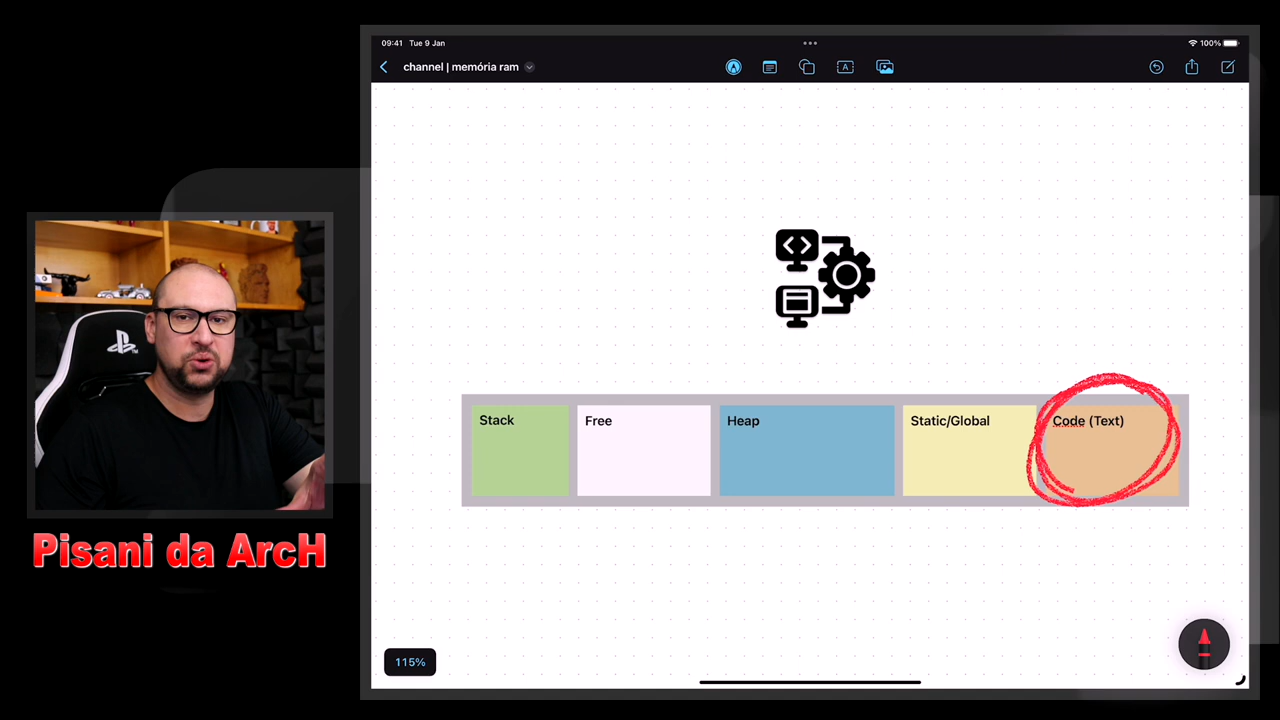 09:41 Tue 9 Jan
100%
channel | memória ram
A
Stack
Free
Heap
Static/Global
Code (Text)
Pisani da ArcH
115%